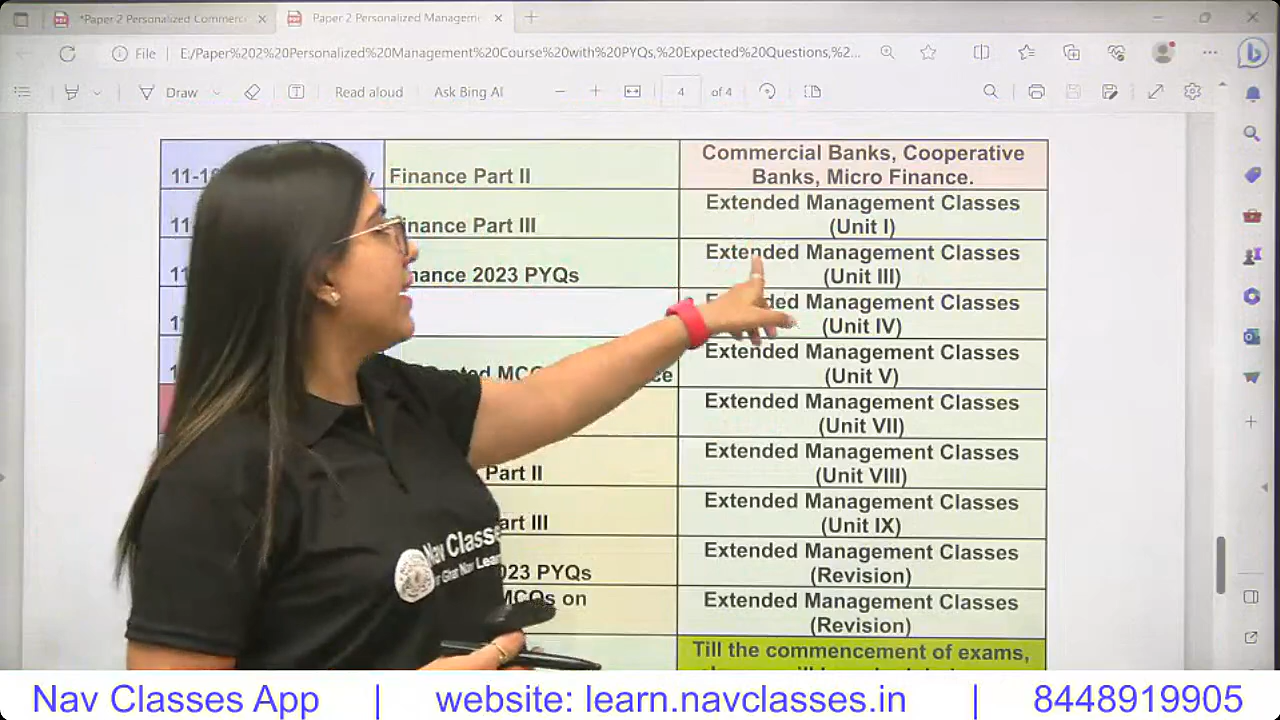 *Paper 2 Personalized Commerc
Paper 2 Personalized Manageme
File
E:/Paper%202%20Personalized%20Management%20Course%20with%20PYQs,%20Expected%20Questions,%2...
Draw
Read aloud
Ask Bing AI
4
of 4
Finance Part II
Commercial Banks, Cooperative
Banks, Micro Finance.
Finance Part III
Extended Management Classes
(Unit I)
2023 PYQs
Extended Management Classes
(Unit III)
Extended Management Classes
(Unit IV)
Extended Management Classes
(Unit V)
Extended Management Classes
(Unit VII)
Part II
Extended Management Classes
(Unit VIII)
Part III
Extended Management Classes
(Unit IX)
2023 PYQs
Extended Management Classes
(Revision)
MCQs on
Extended Management Classes
(Revision)
Till the commencement of exams,
Nav Classes
Nav Classes App | website: learn.navclasses.in | 8448919905